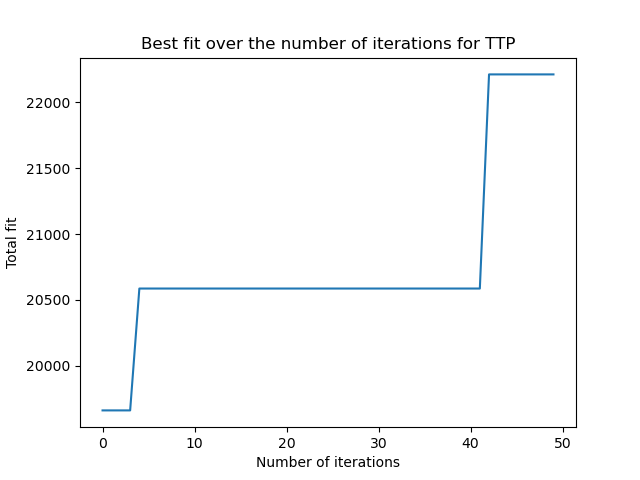 Best fit over the number of iterations for TTP
22000
21500
21000
20500
20000
Total fit
0 10 20 30 40 50
Number of iterations